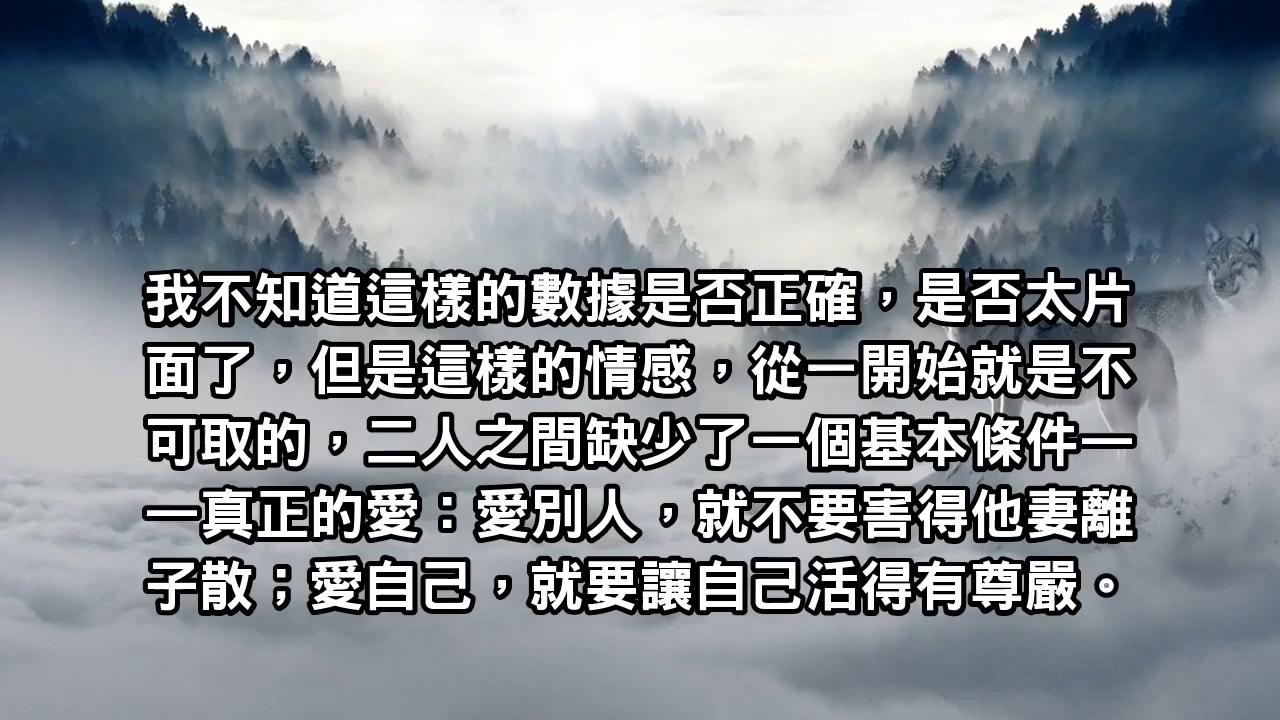 我不知道這樣的數據是否正確，是否太片
面了，但是這樣的情感，從一開始就是不
可取的，二人之間缺少了一個基本條件—
—真正的愛：愛別人，就不要害得他妻離
子散；愛自己，就要讓自己活得有尊嚴。